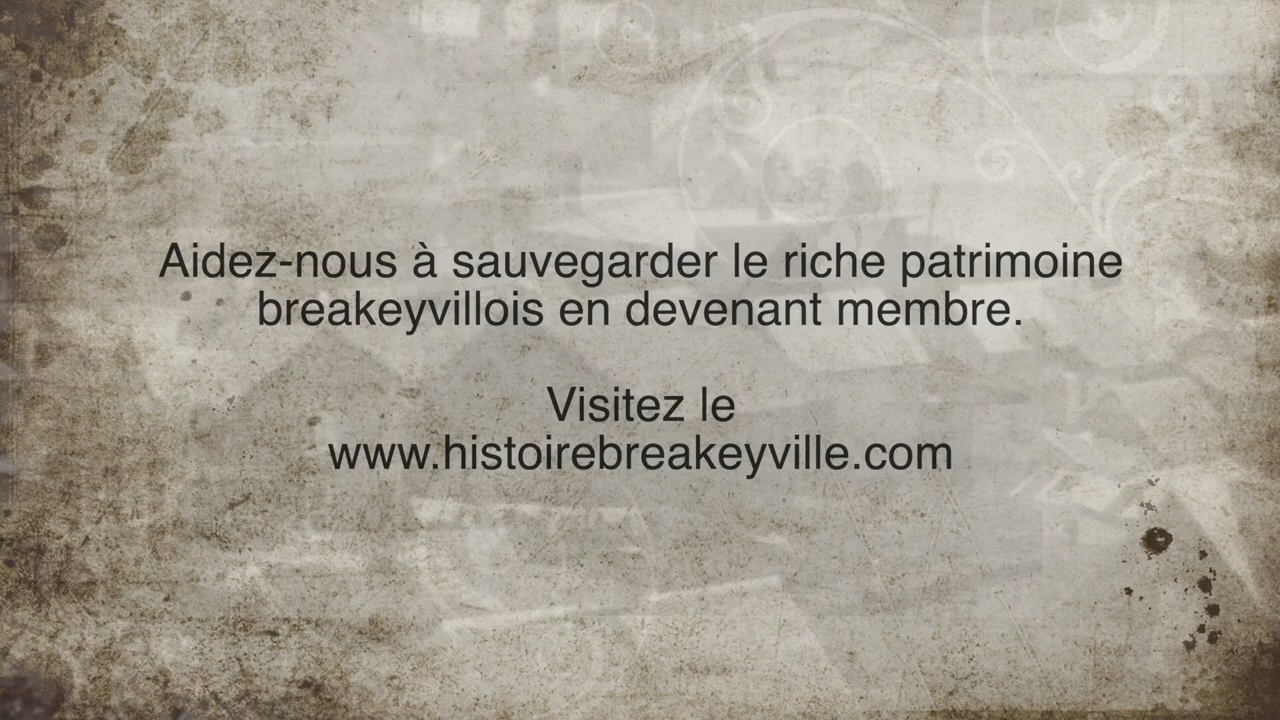 Aidez-nous à sauvegarder le riche patrimoine
breakeyvillois en devenant membre.
Visitez le
www.histoirebreakeyville.com